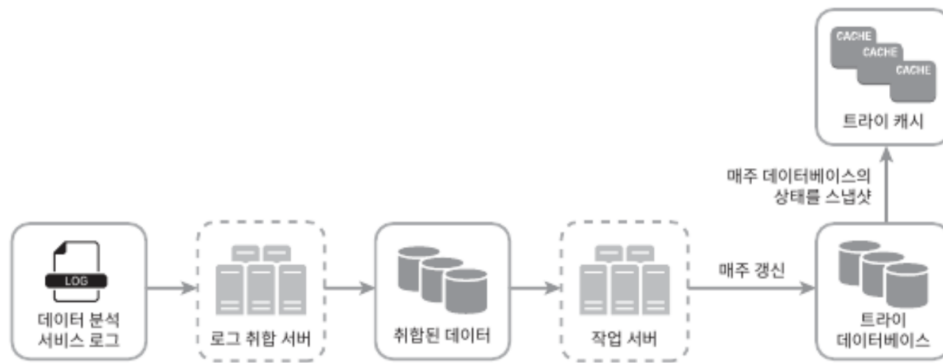 CACHE
CACHE
CACHE
트라이 캐시
매주 데이터베이스의
상태를 스냅샷
LOG
데이터 분석
서비스 로그
로그 취합 서버
취합된 데이터
작업 서버
매주 갱신
트라이
데이터베이스